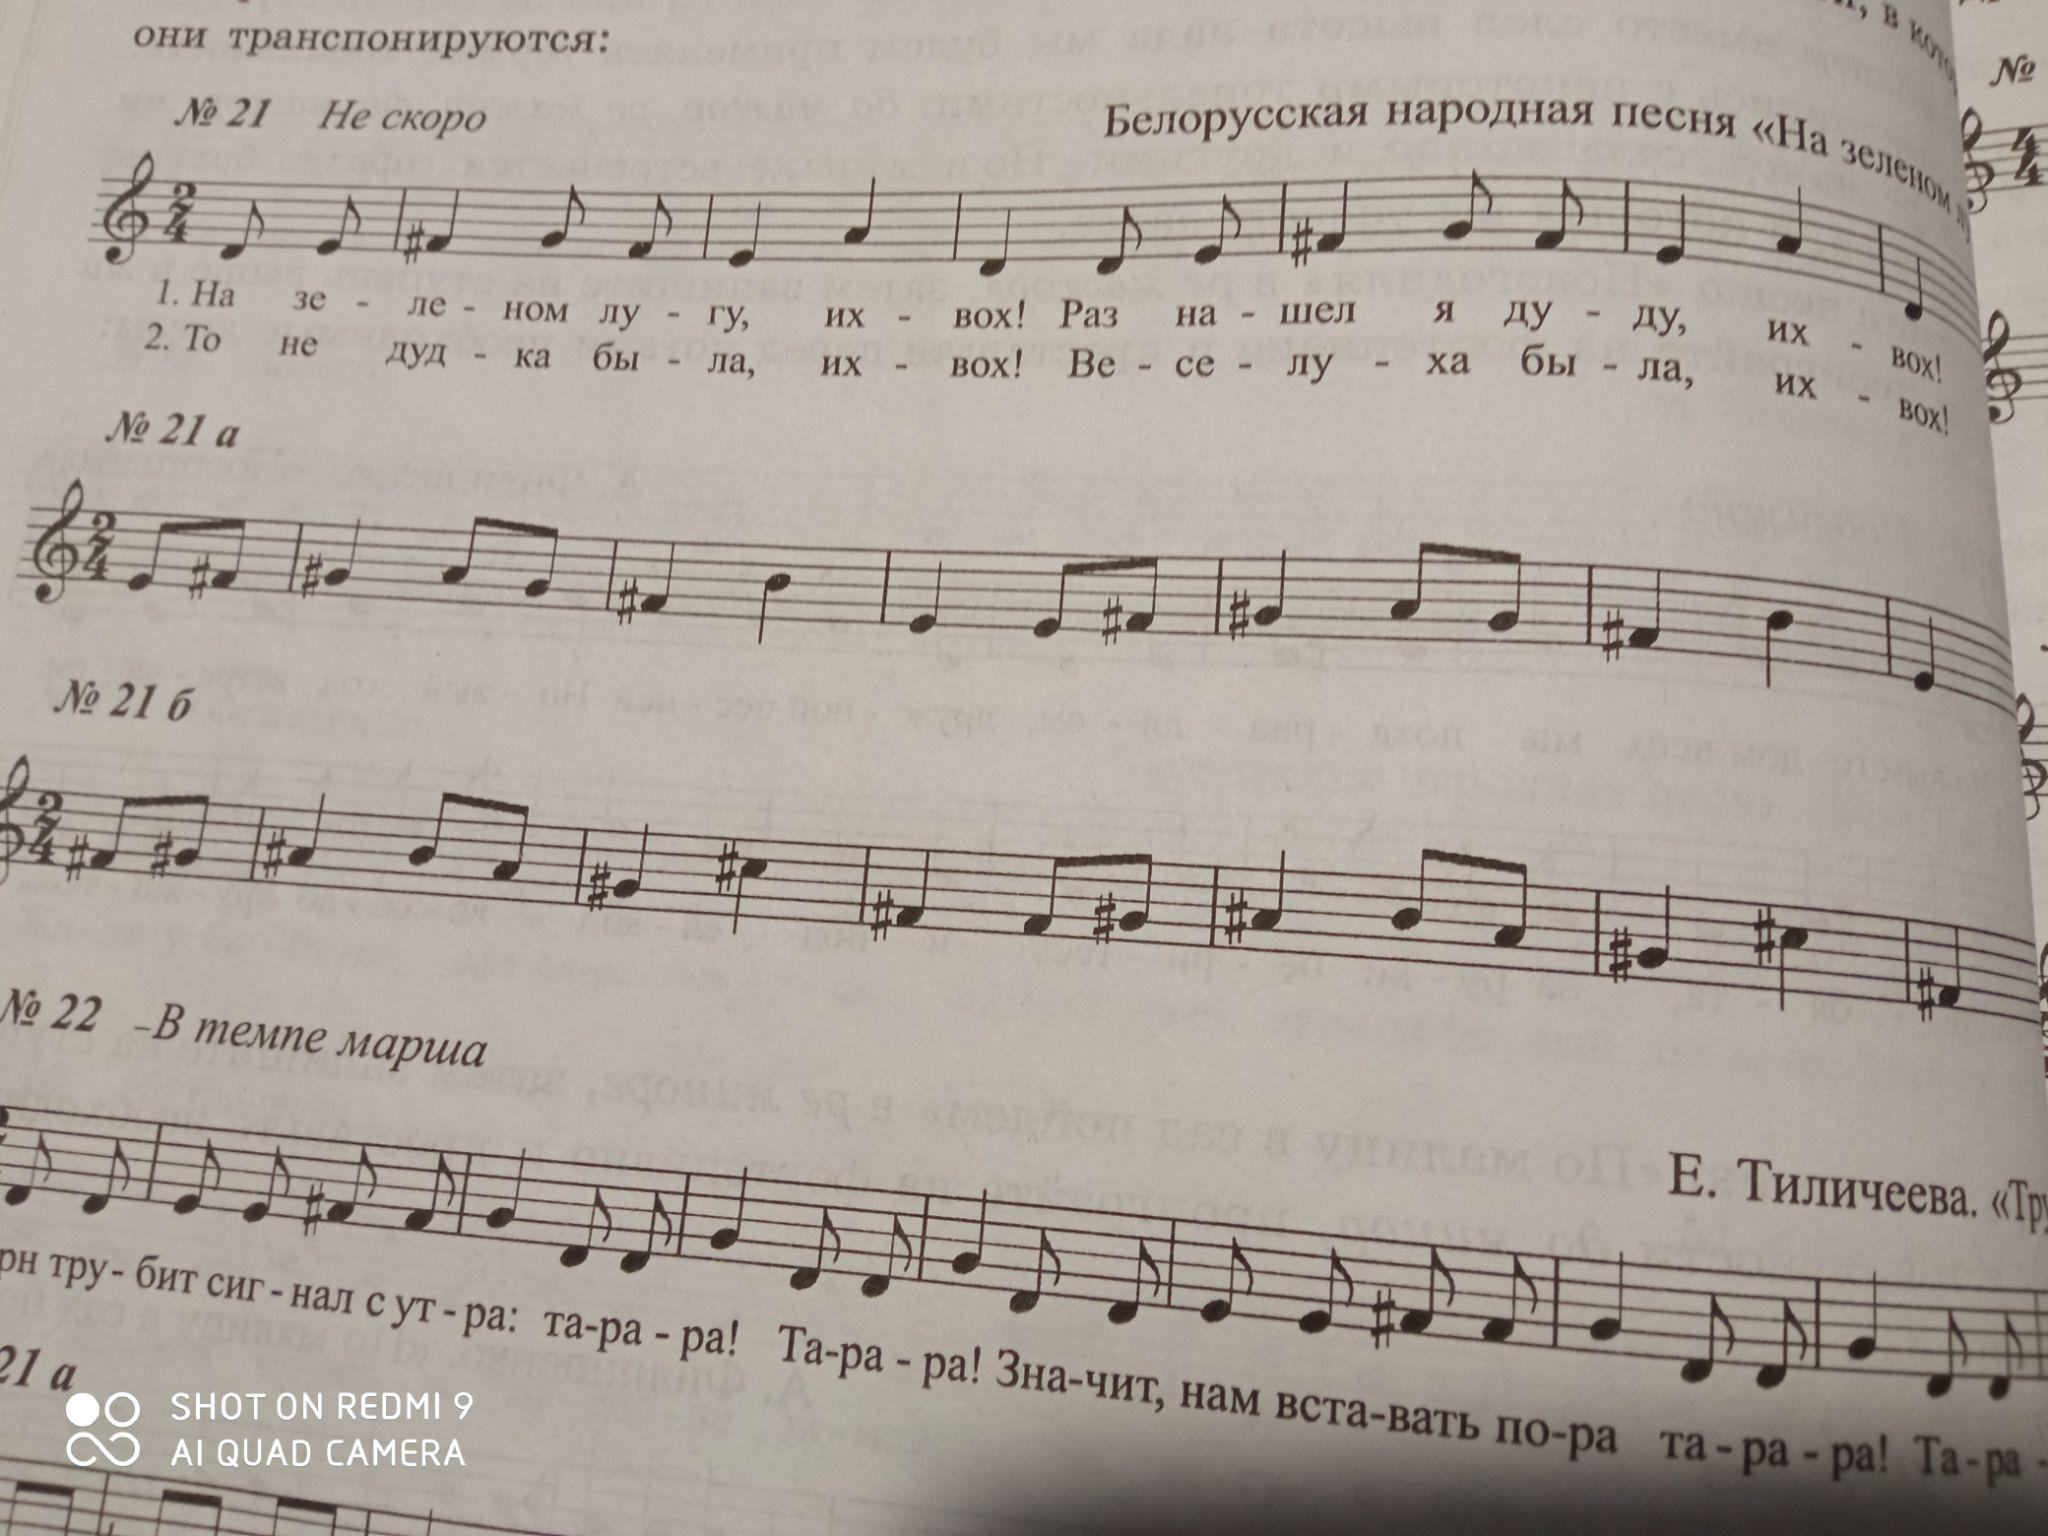 они транспонируются:
№ 21 Не скоро
Белорусская народная песня «На зеленом
1. На зе - ле - ном лу - гу, их - вох! Раз на - шел я ду - ду, их - вох!
2. То не дуд - ка бы - ла, их - вох! Ве - се - лу - ха бы - ла, их - вох!
№ 21 а
№ 21 б
№ 22 -В темпе марша
Е. Тиличеева. «Тру
рн тру - бит сиг - нал с ут - ра: та-ра - ра! Та-ра - ра! Зна-чит, нам вста-вать по-ра та - ра - ра! Та - ра -
21 а
SHOT ON REDMI 9
AI QUAD CAMERA
№